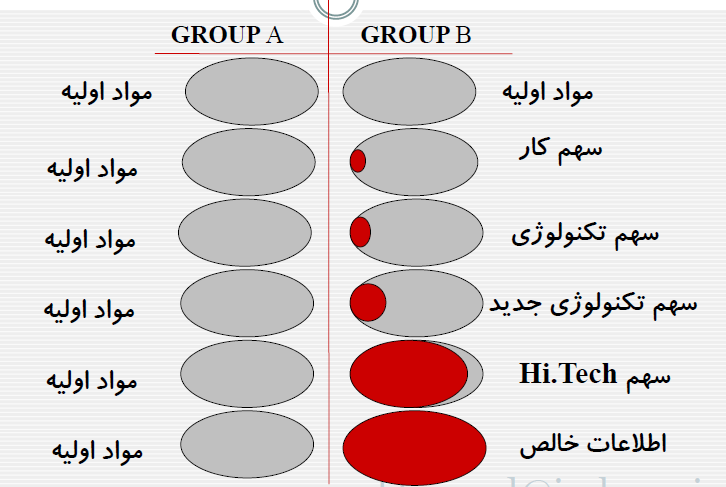 GROUP A
GROUP B
مواد اولیه
مواد اولیه
مواد اولیه
سهم کار
مواد اولیه
سهم تکنولوژی
مواد اولیه
سهم تکنولوژی جدید
مواد اولیه
سهم Hi.Tech
مواد اولیه
اطلاعات خالص